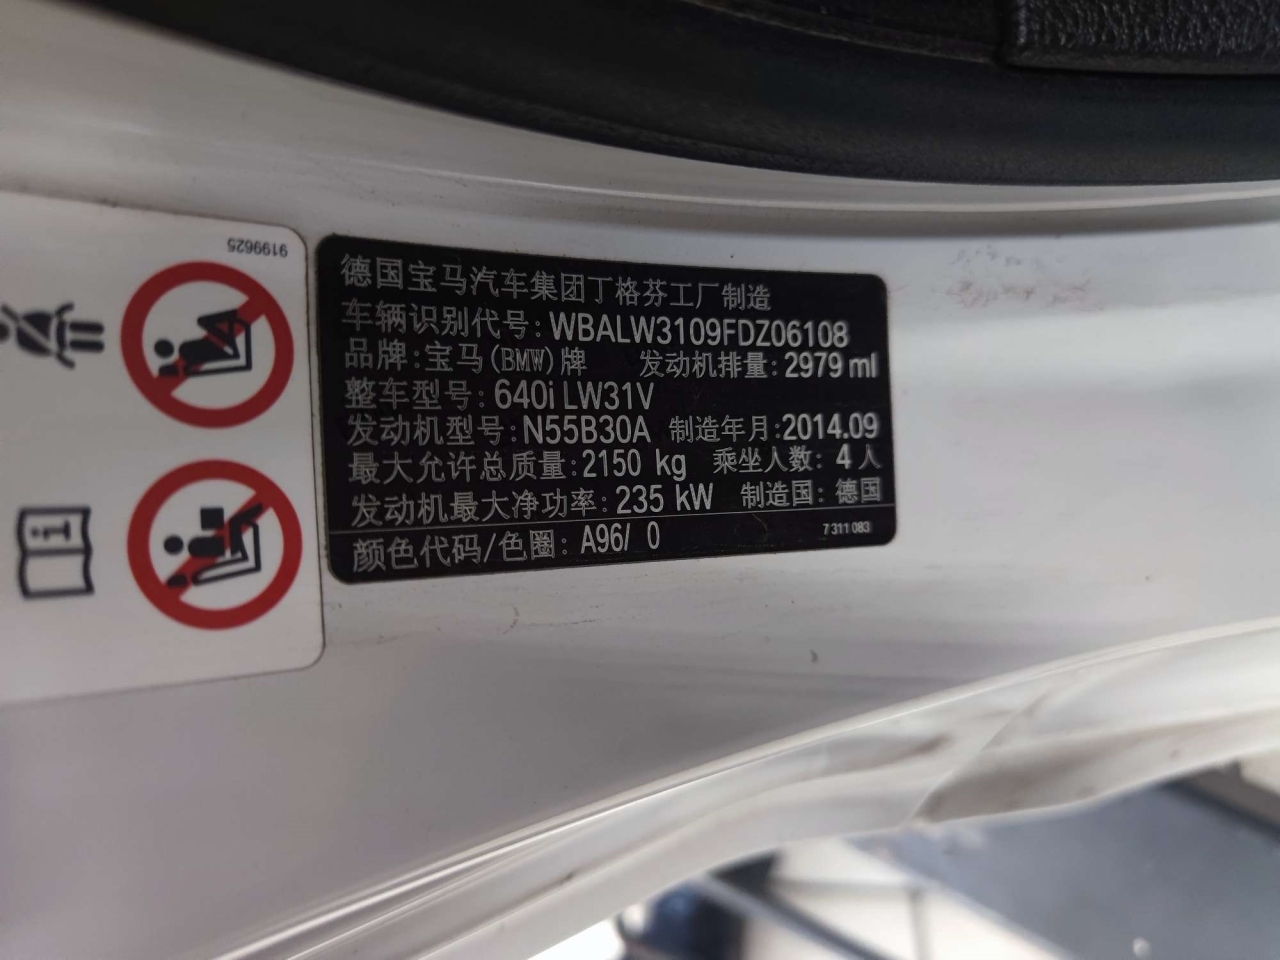 9199625
德国宝马汽车集团丁格芬工厂制造
车辆识别代号: WBALW3109FDZ06108
品牌:宝马(BMW)牌 发动机排量: 2979 ml
整车型号: 640i LW31V
发动机型号: N55B30A 制造年月:2014.09
最大允许总质量: 2150 kg 乘坐人数: 4人
发动机最大净功率: 235 kW 制造国: 德国
颜色代码/色圈: A96/ 0 7 311 083